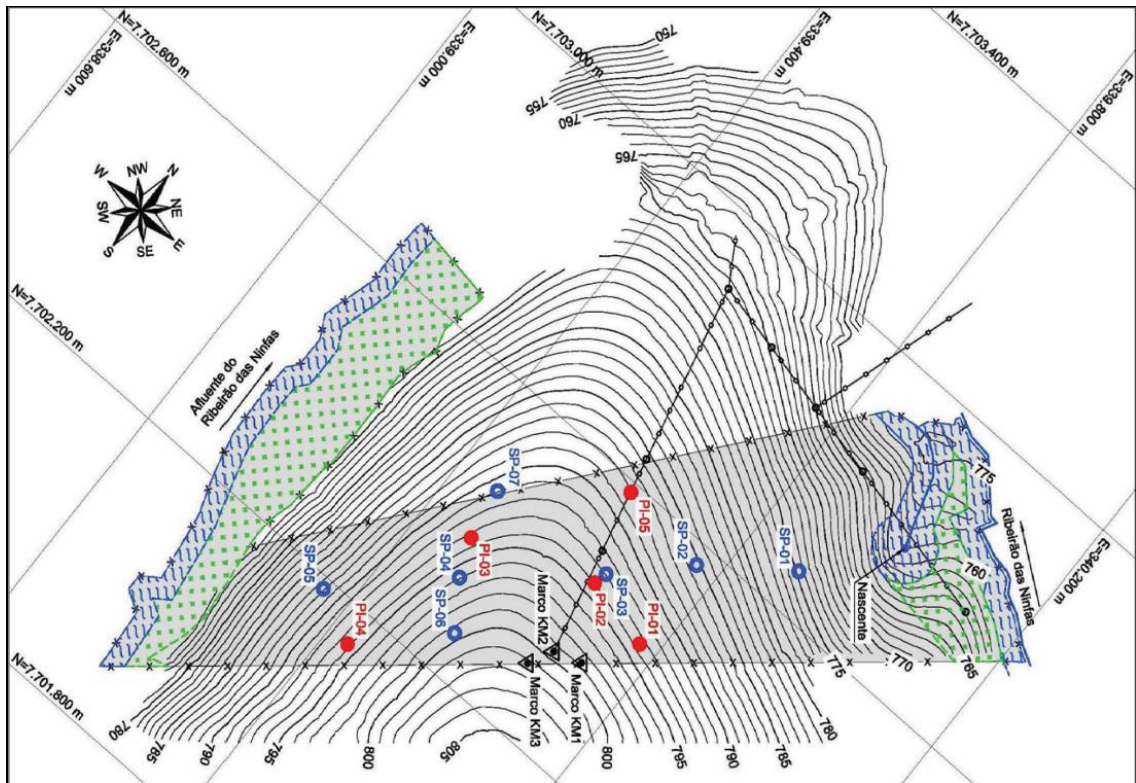 N=7.702.600 m
E=338.600 m
E=339.000 m
N=7.703.000 m
E=339.400 m
N=7.703.400 m
E=339.800 m
750
755
760
765
W
NW
N
SW
NE
S
SE
E
N=7.702.200 m
Afluente do
Ribeirão das Ninfas
SP-07
PI-05
SP-02
SP-01
775
Ribeirão das Ninfas
E=340.200 m
760
Nascente
PI-03
SP-04
SP-05
SP-06
PI-04
SP-03
PI-02
PI-01
Marco KM2
Marco KM3
Marco KM1
775
770
765
N=7.701.800 m
780
785
790
795
800
805
800
795
790
785
780